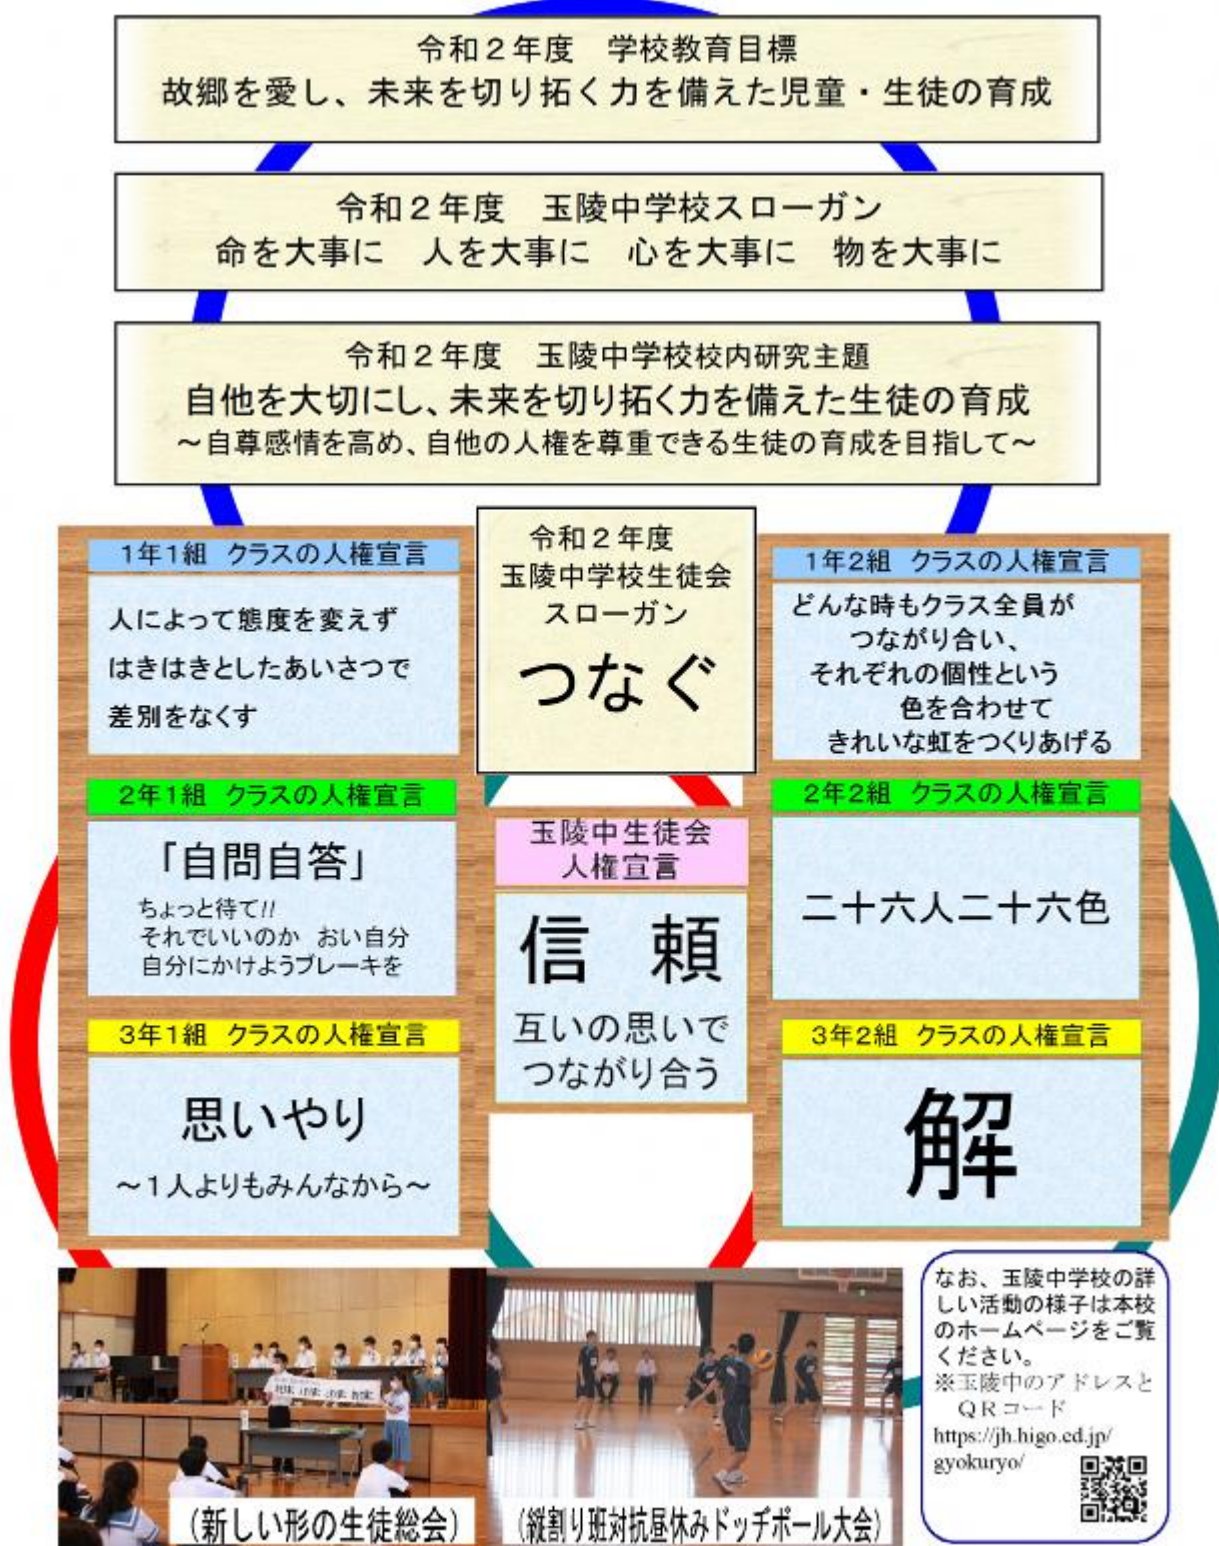 令和２年度　学校教育目標
故郷を愛し、未来を切り拓く力を備えた児童・生徒の育成
令和２年度　玉陵中学校スローガン
命を大事に　人を大事に　心を大事に　物を大事に
令和２年度　玉陵中学校校内研究主題
自他を大切にし、未来を切り拓く力を備えた生徒の育成
～自尊感情を高め、自他の人権を尊重できる生徒の育成を目指して～
1年1組　クラスの人権宣言
人によって態度を変えず
はきはきとしたあいさつで
差別をなくす
令和２年度
玉陵中学校生徒会
スローガン
つなぐ
1年2組　クラスの人権宣言
どんな時もクラス全員が
つながり合い、
それぞれの個性という
色を合わせて
きれいな虹をつくりあげる
2年1組　クラスの人権宣言
「自問自答」
ちょっと待て!!
それでいいのか　おい自分
自分にかけようブレーキを
玉陵中生徒会
人権宣言
信　頼
互いの思いで
つながり合う
2年2組　クラスの人権宣言
二十六人二十六色
3年1組　クラスの人権宣言
思いやり
～１人よりもみんなから～
3年2組　クラスの人権宣言
解
（新しい形の生徒総会）
（縦割り班対抗昼休みドッヂボール大会）
なお、玉陵中学校の詳
しい活動の様子は本校
のホームページをご覧
ください。
※玉陵中のアドレスと
ＱＲコード
https://jh.higo.ed.jp/
gyokuryo/